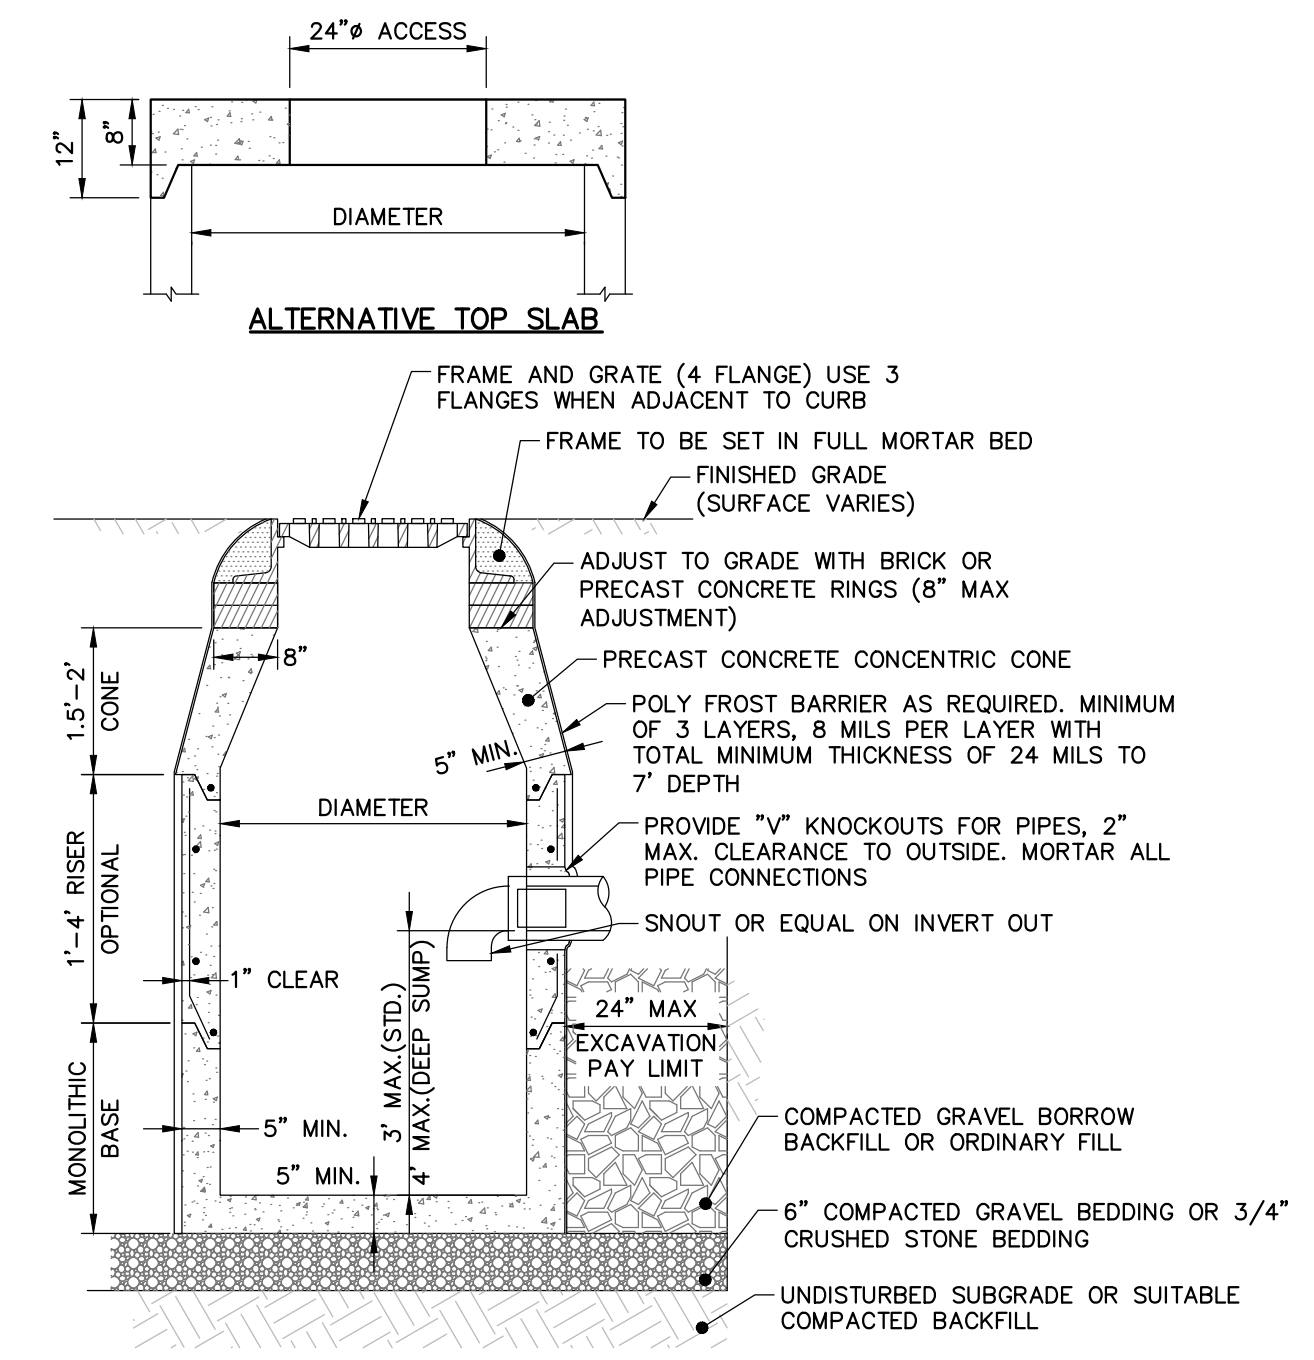 24"ø ACCESS
12"
8"
DIAMETER
ALTERNATIVE TOP SLAB
FRAME AND GRATE (4 FLANGE) USE 3
FLANGES WHEN ADJACENT TO CURB
FRAME TO BE SET IN FULL MORTAR BED
FINISHED GRADE
(SURFACE VARIES)
ADJUST TO GRADE WITH BRICK OR
PRECAST CONCRETE RINGS (8" MAX
ADJUSTMENT)
8"
1.5'-2'
CONE
PRECAST CONCRETE CONCENTRIC CONE
POLY FROST BARRIER AS REQUIRED. MINIMUM
OF 3 LAYERS, 8 MILS PER LAYER WITH
TOTAL MINIMUM THICKNESS OF 24 MILS TO
7' DEPTH
5" MIN.
DIAMETER
PROVIDE "V" KNOCKOUTS FOR PIPES, 2"
MAX. CLEARANCE TO OUTSIDE. MORTAR ALL
PIPE CONNECTIONS
1'-4' RISER
OPTIONAL
SNOUT OR EQUAL ON INVERT OUT
1" CLEAR
3' MAX.(STD.)
4' MAX.(DEEP SUMP)
24" MAX
EXCAVATION
PAY LIMIT
MONOLITHIC
BASE
5" MIN.
5" MIN.
COMPACTED GRAVEL BORROW
BACKFILL OR ORDINARY FILL
6" COMPACTED GRAVEL BEDDING OR 3/4"
CRUSHED STONE BEDDING
UNDISTURBED SUBGRADE OR SUITABLE
COMPACTED BACKFILL